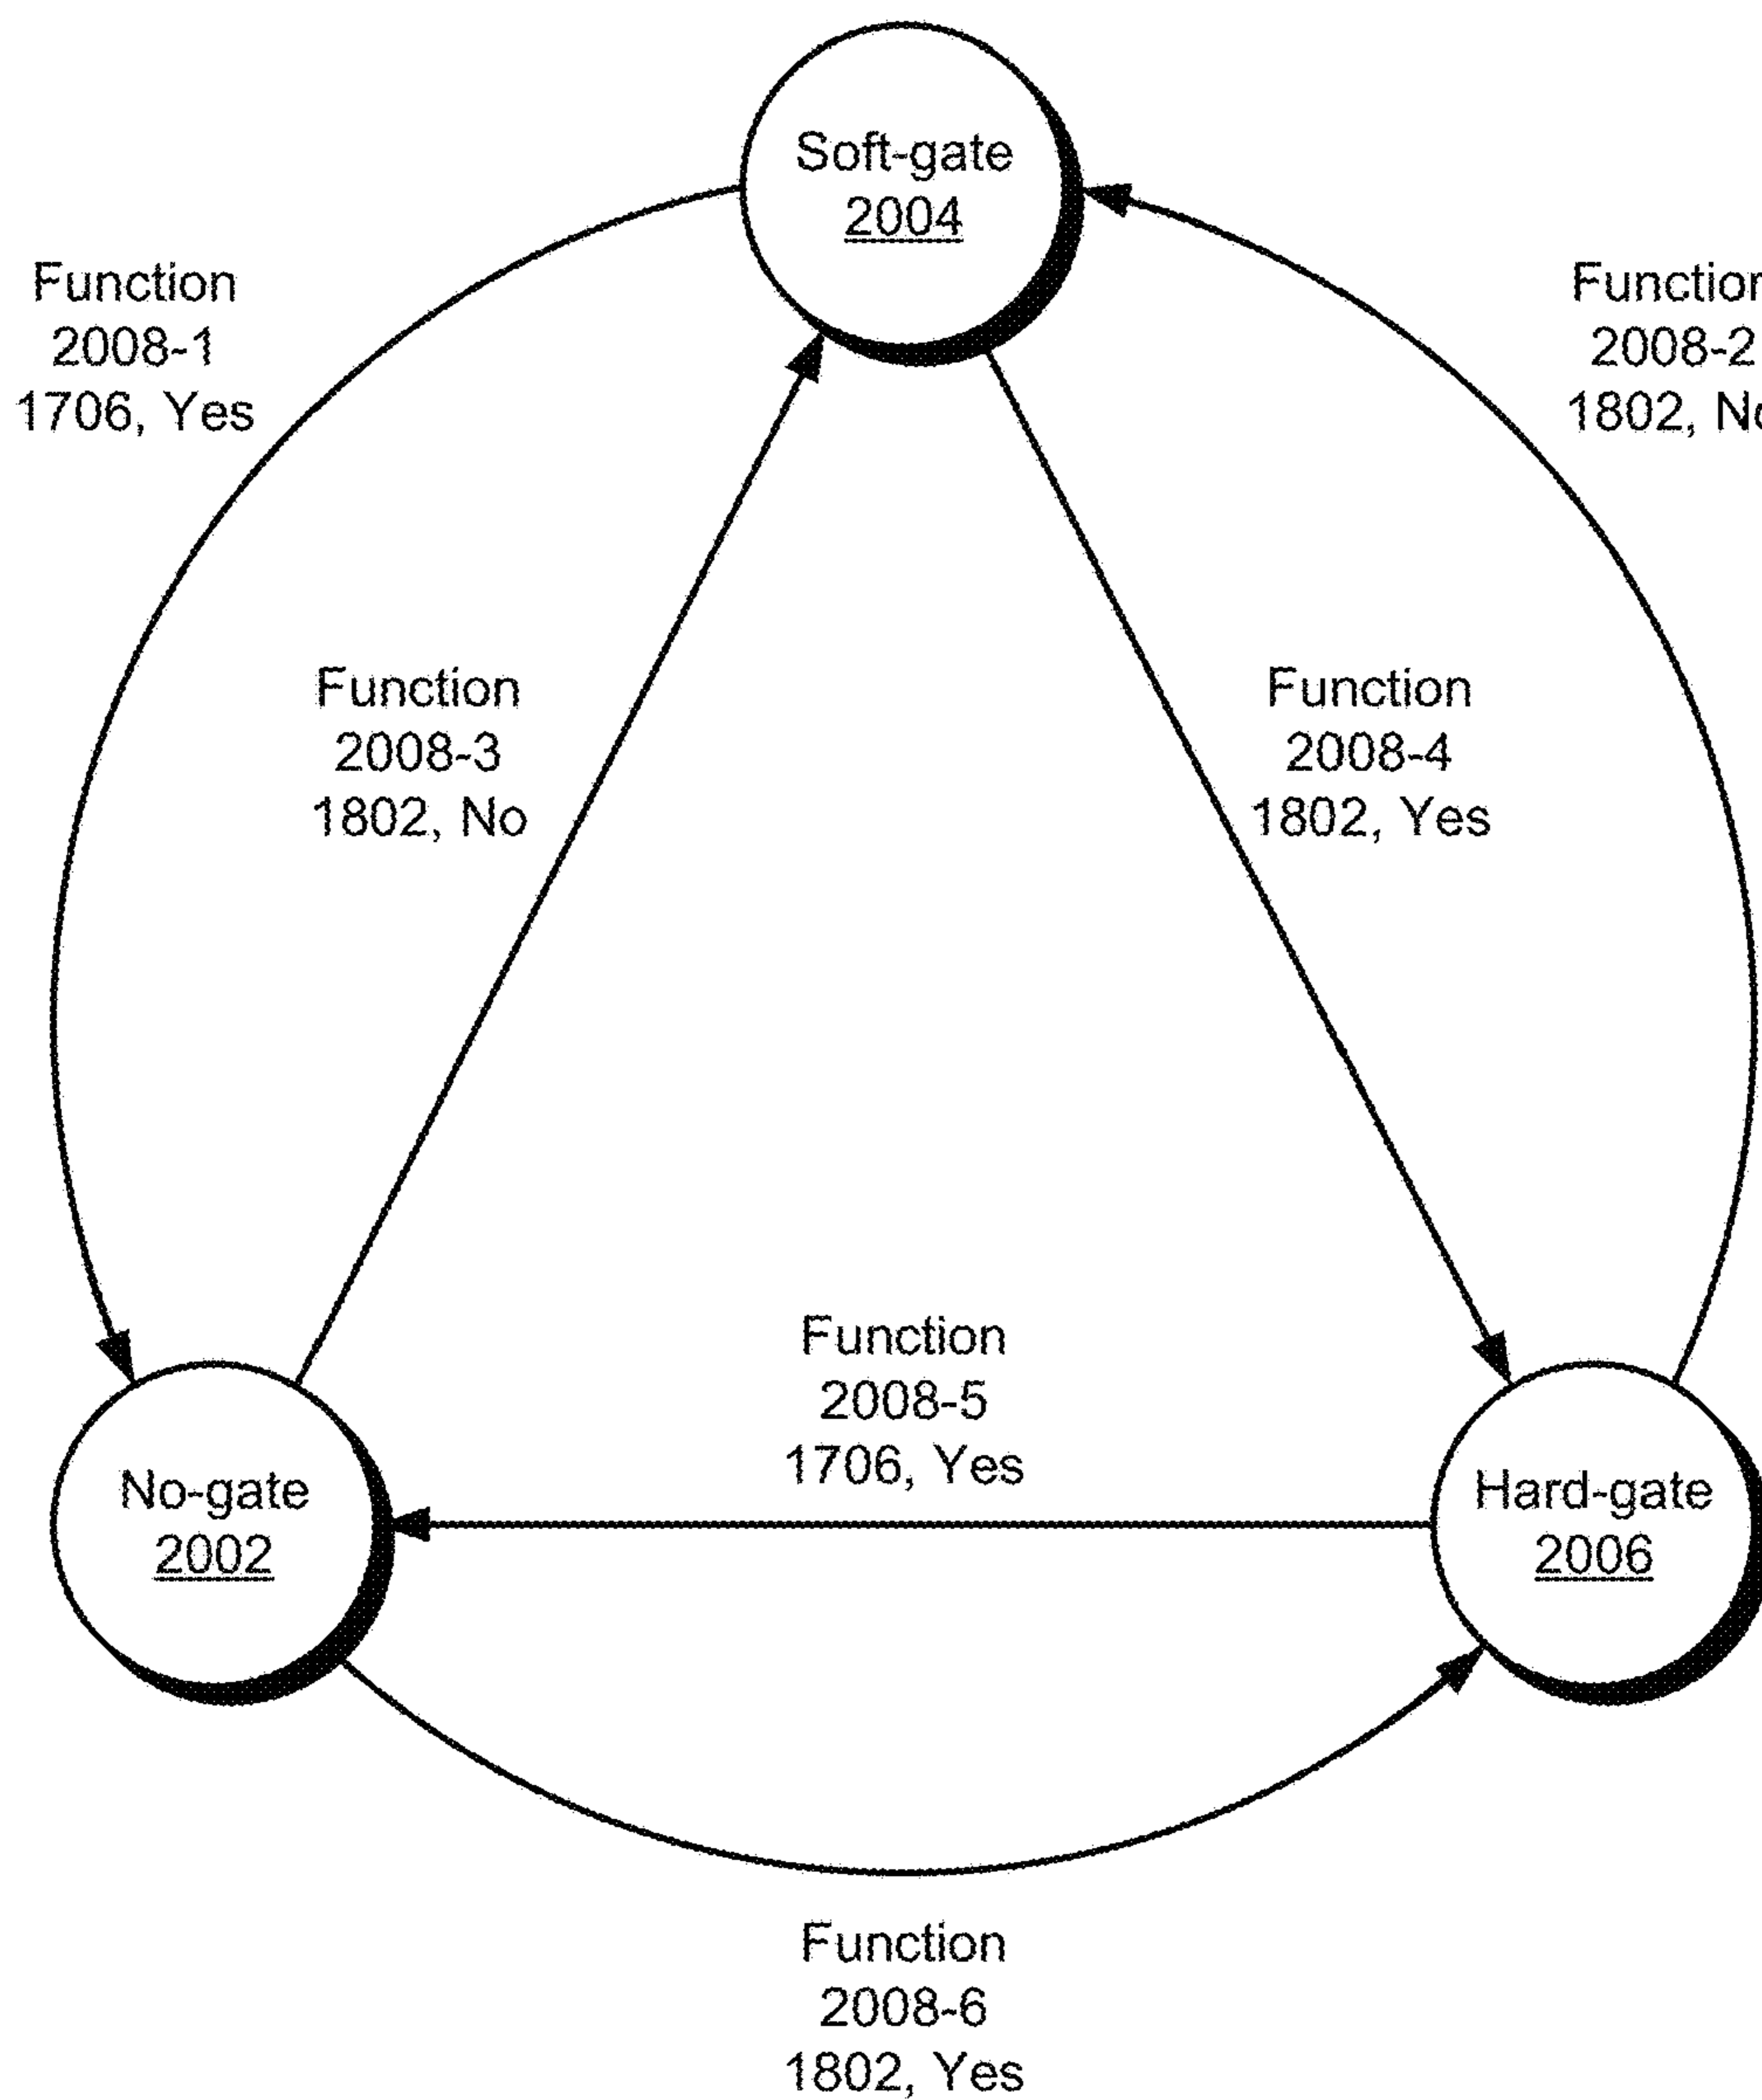 Soft-gate
2004
Function
2008-1
1706, Yes
Function
2008-2
1802, No
Function
2008-3
1802, No
Function
2008-4
1802, Yes
Function
2008-5
1706, Yes
No-gate
2002
Hard-gate
2006
Function
2008-6
1802, Yes